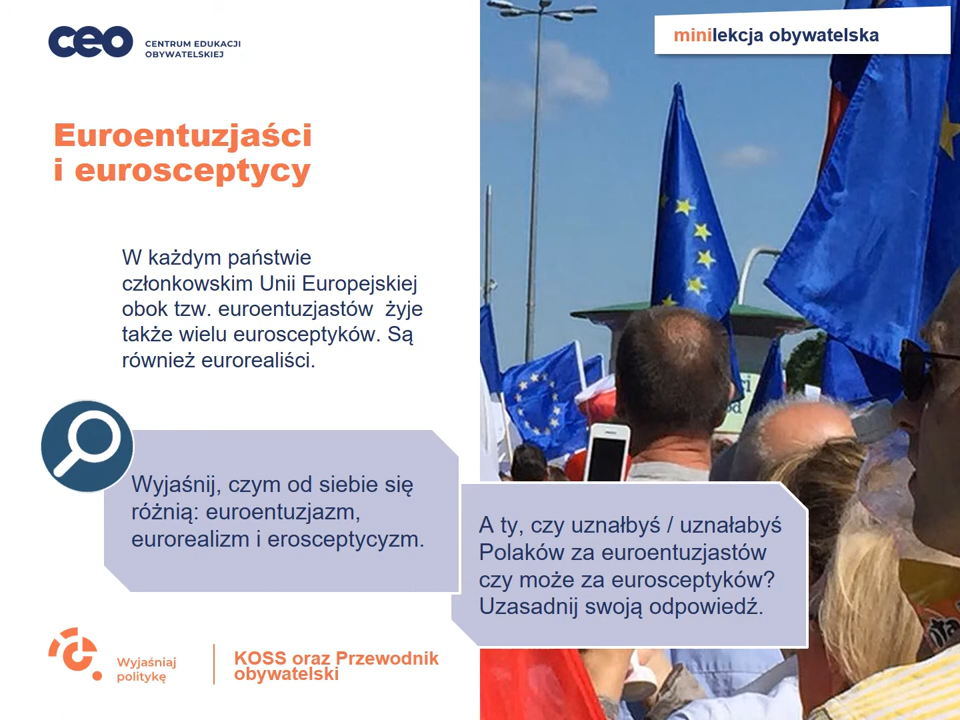 ceo CENTRUM EDUKACJI
OBYWATELSKIEJ
minilekcja obywatelska
Euroentuzjaści
i eurosceptycy
W każdym państwie
członkowskim Unii Europejskiej
obok tzw. euroentuzjastów żyje
także wielu eurosceptyków. Są
również eurorealiści.
Wyjaśnij, czym od siebie się
różnią: euroentuzjazm,
eurorealizm i erosceptycyzm.
A ty, czy uznałbyś / uznałabyś
Polaków za euroentuzjastów
czy może za eurosceptyków?
Uzasadnij swoją odpowiedź.
Wyjaśniaj
politykę
KOSS oraz Przewodnik
obywatelski